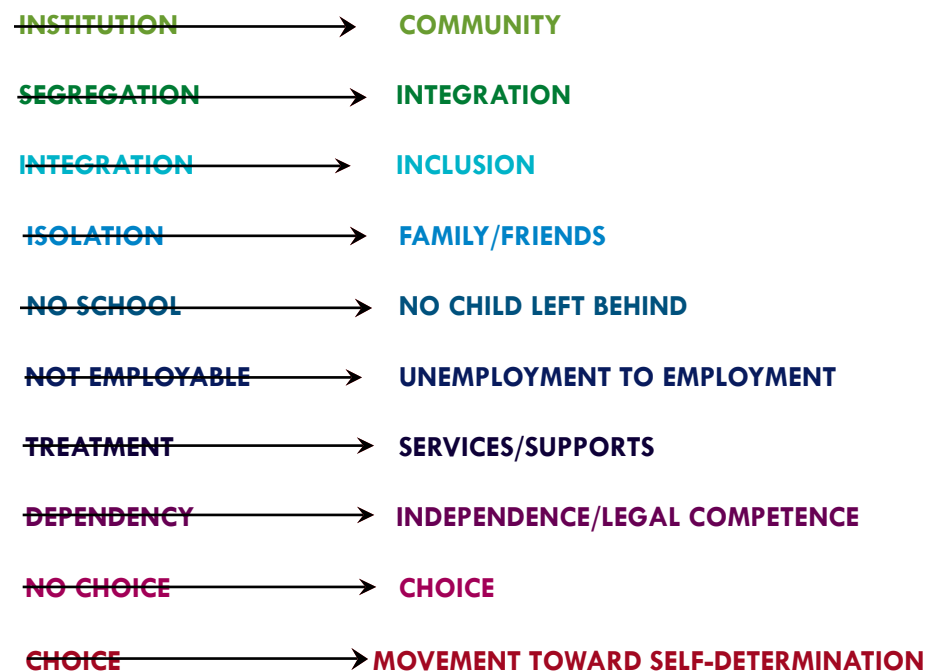 INSTITUTION COMMUNITY
SEGREGATION INTEGRATION
INTEGRATION INCLUSION
ISOLATION FAMILY/FRIENDS
NO SCHOOL NO CHILD LEFT BEHIND
NOT EMPLOYABLE UNEMPLOYMENT TO EMPLOYMENT
TREATMENT SERVICES/SUPPORTS
DEPENDENCY INDEPENDENCE/LEGAL COMPETENCE
NO CHOICE CHOICE
CHOICE MOVEMENT TOWARD SELF-DETERMINATION